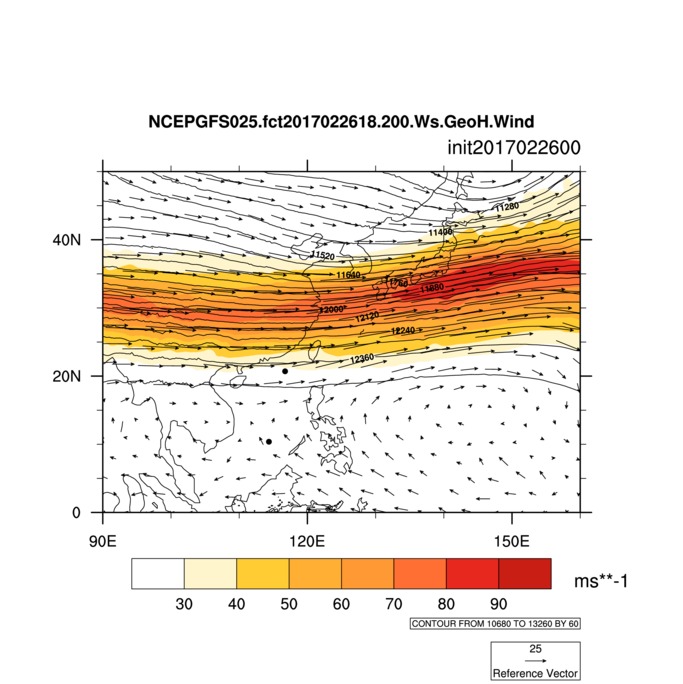 NCEPGFS025.fct2017022618.200.Ws.GeoH.Wind
init2017022600
11280
11400
40N
11520
11640
11760
11880
12000
12120
12240
12360
20N
0
90E 120E 150E
30 40 50 60 70 80 90
ms**-1
CONTOUR FROM 10680 TO 13260 BY 60
25
Reference Vector